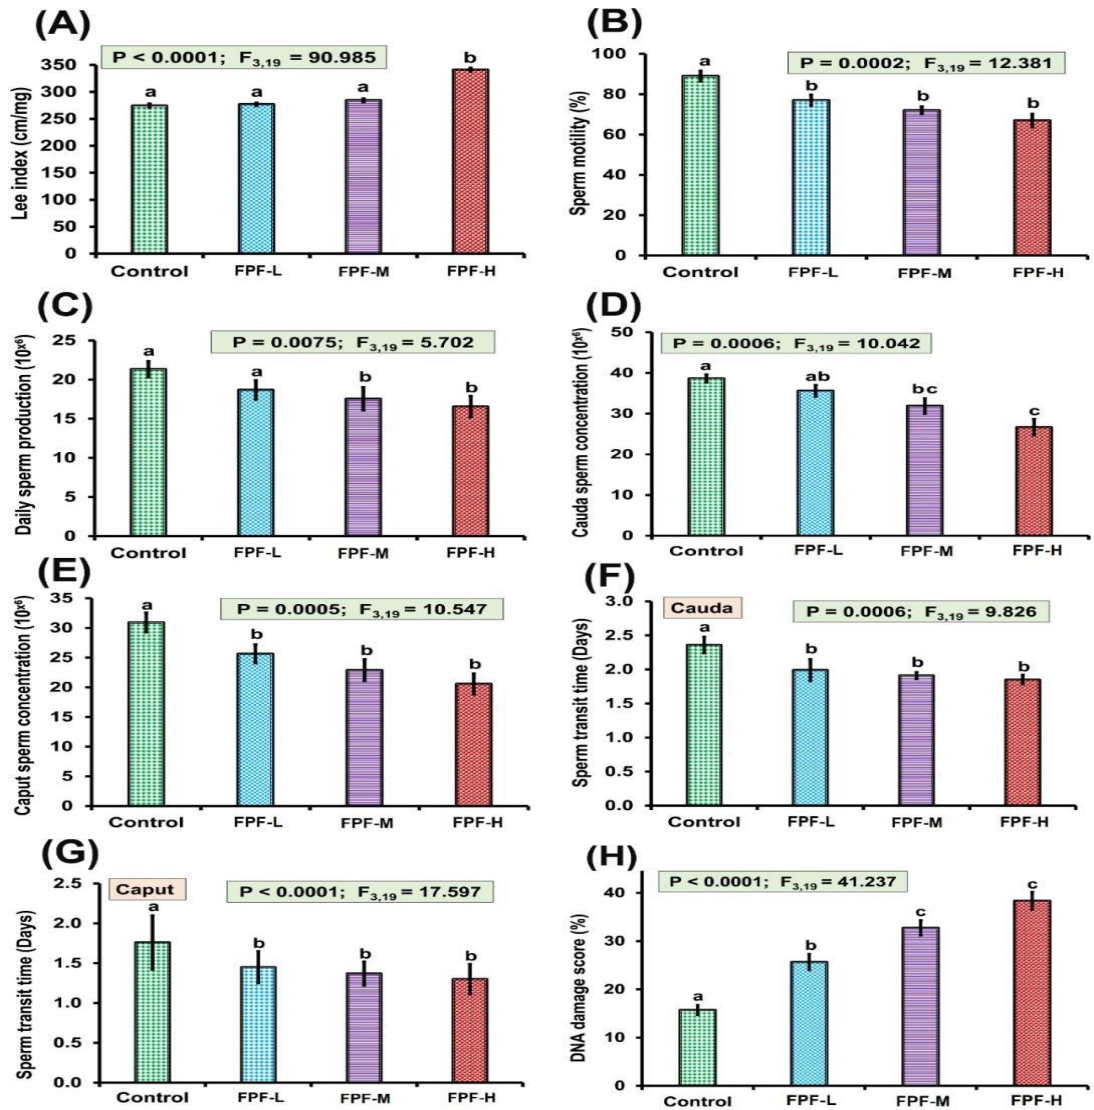 (A)
P < 0.0001; F3,19 = 90.985
Lee index (cm/mg)
350
300
250
200
150
100
50
0
a
a
a
b
Control FPF-L FPF-M FPF-H
(B)
P = 0.0002; F3,19 = 12.381
Sperm motility (%)
100
80
60
40
20
0
a
b
b
b
Control FPF-L FPF-M FPF-H
(C)
P = 0.0075; F3,19 = 5.702
Daily sperm production (10x6)
25
20
15
10
5
0
a
a
b
b
Control FPF-L FPF-M FPF-H
(D)
P = 0.0006; F3,19 = 10.042
Cauda sperm concentration (10x6)
50
40
30
20
10
0
a
ab
bc
c
Control FPF-L FPF-M FPF-H
(E)
P = 0.0005; F3,19 = 10.547
Caput sperm concentration (10x6)
35
30
25
20
15
10
5
0
a
b
b
b
Control FPF-L FPF-M FPF-H
(F)
Cauda
P = 0.0006; F3,19 = 9.826
Sperm transit time (Days)
3.0
2.5
2.0
1.5
1.0
0.5
0.0
a
b
b
b
Control FPF-L FPF-M FPF-H
(G)
Caput
P < 0.0001; F3,19 = 17.597
Sperm transit time (Days)
2.5
2.0
1.5
1.0
0.5
0.0
a
b
b
b
Control FPF-L FPF-M FPF-H
(H)
P < 0.0001; F3,19 = 41.237
DNA damage score (%)
40
30
20
10
0
a
b
c
c
Control FPF-L FPF-M FPF-H